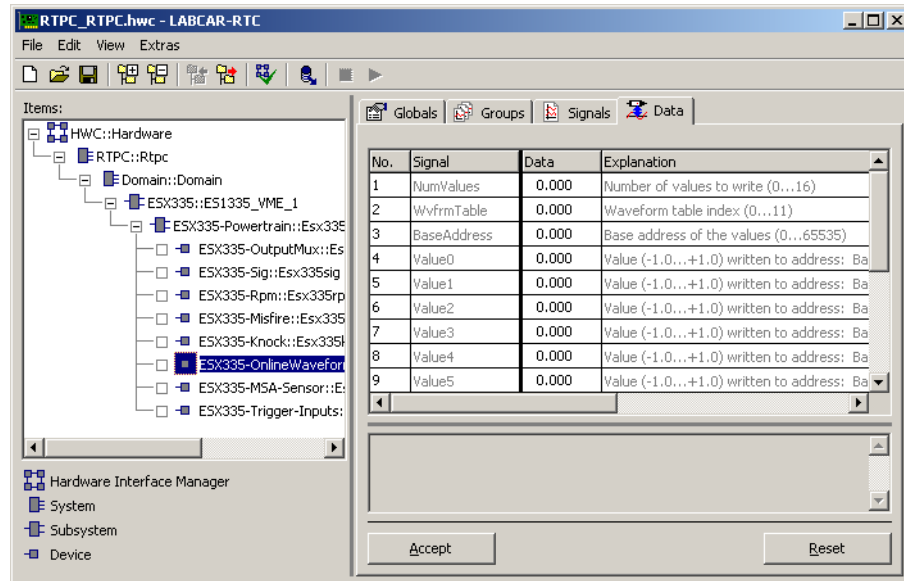 RTPC_RTPC.hwc - LABCAR-RTC
File Edit View Extras
Items:
HWC::Hardware
RTPC::Rtpc
Domain::Domain
ESX335::ES1335_VME_1
ESX335-Powertrain::Esx335
ESX335-OutputMux::Es
ESX335-Sig::Esx335sig
ESX335-Rpm::Esx335rp
ESX335-Misfire::Esx335
ESX335-Knock::Esx335
ESX335-OnlineWavefor
ESX335-MSA-Sensor::E
ESX335-Trigger-Inputs:
Hardware Interface Manager
System
Subsystem
Device
Globals Groups Signals Data
No. Signal Data Explanation
1 NumValues 0.000 Number of values to write (0...16)
2 WvfrmTable 0.000 Waveform table index (0...11)
3 BaseAddress 0.000 Base address of the values (0...65535)
4 Value0 0.000 Value (-1.0...+1.0) written to address: Ba
5 Value1 0.000 Value (-1.0...+1.0) written to address: Ba
6 Value2 0.000 Value (-1.0...+1.0) written to address: Ba
7 Value3 0.000 Value (-1.0...+1.0) written to address: Ba
8 Value4 0.000 Value (-1.0...+1.0) written to address: Ba
9 Value5 0.000 Value (-1.0...+1.0) written to address: Ba
Accept Reset